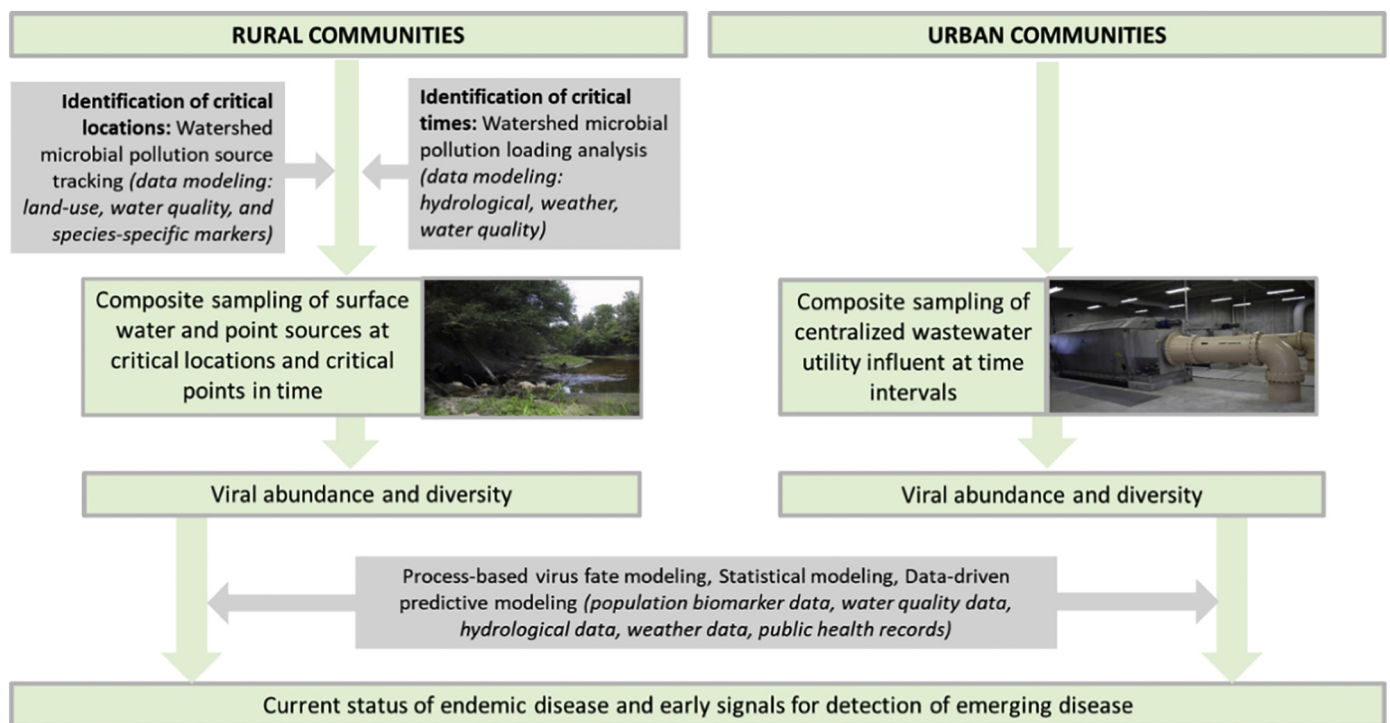 RURAL COMMUNITIES
URBAN COMMUNITIES
Identification of critical
locations: Watershed
microbial pollution source
tracking (data modeling:
land-use, water quality, and
species-specific markers)
Identification of critical
times: Watershed microbial
pollution loading analysis
(data modeling:
hydrological, weather,
water quality)
Composite sampling of surface
water and point sources at
critical locations and critical
points in time
Composite sampling of
centralized wastewater
utility influent at time
intervals
Viral abundance and diversity
Viral abundance and diversity
Process-based virus fate modeling, Statistical modeling, Data-driven
predictive modeling (population biomarker data, water quality data,
hydrological data, weather data, public health records)
Current status of endemic disease and early signals for detection of emerging disease